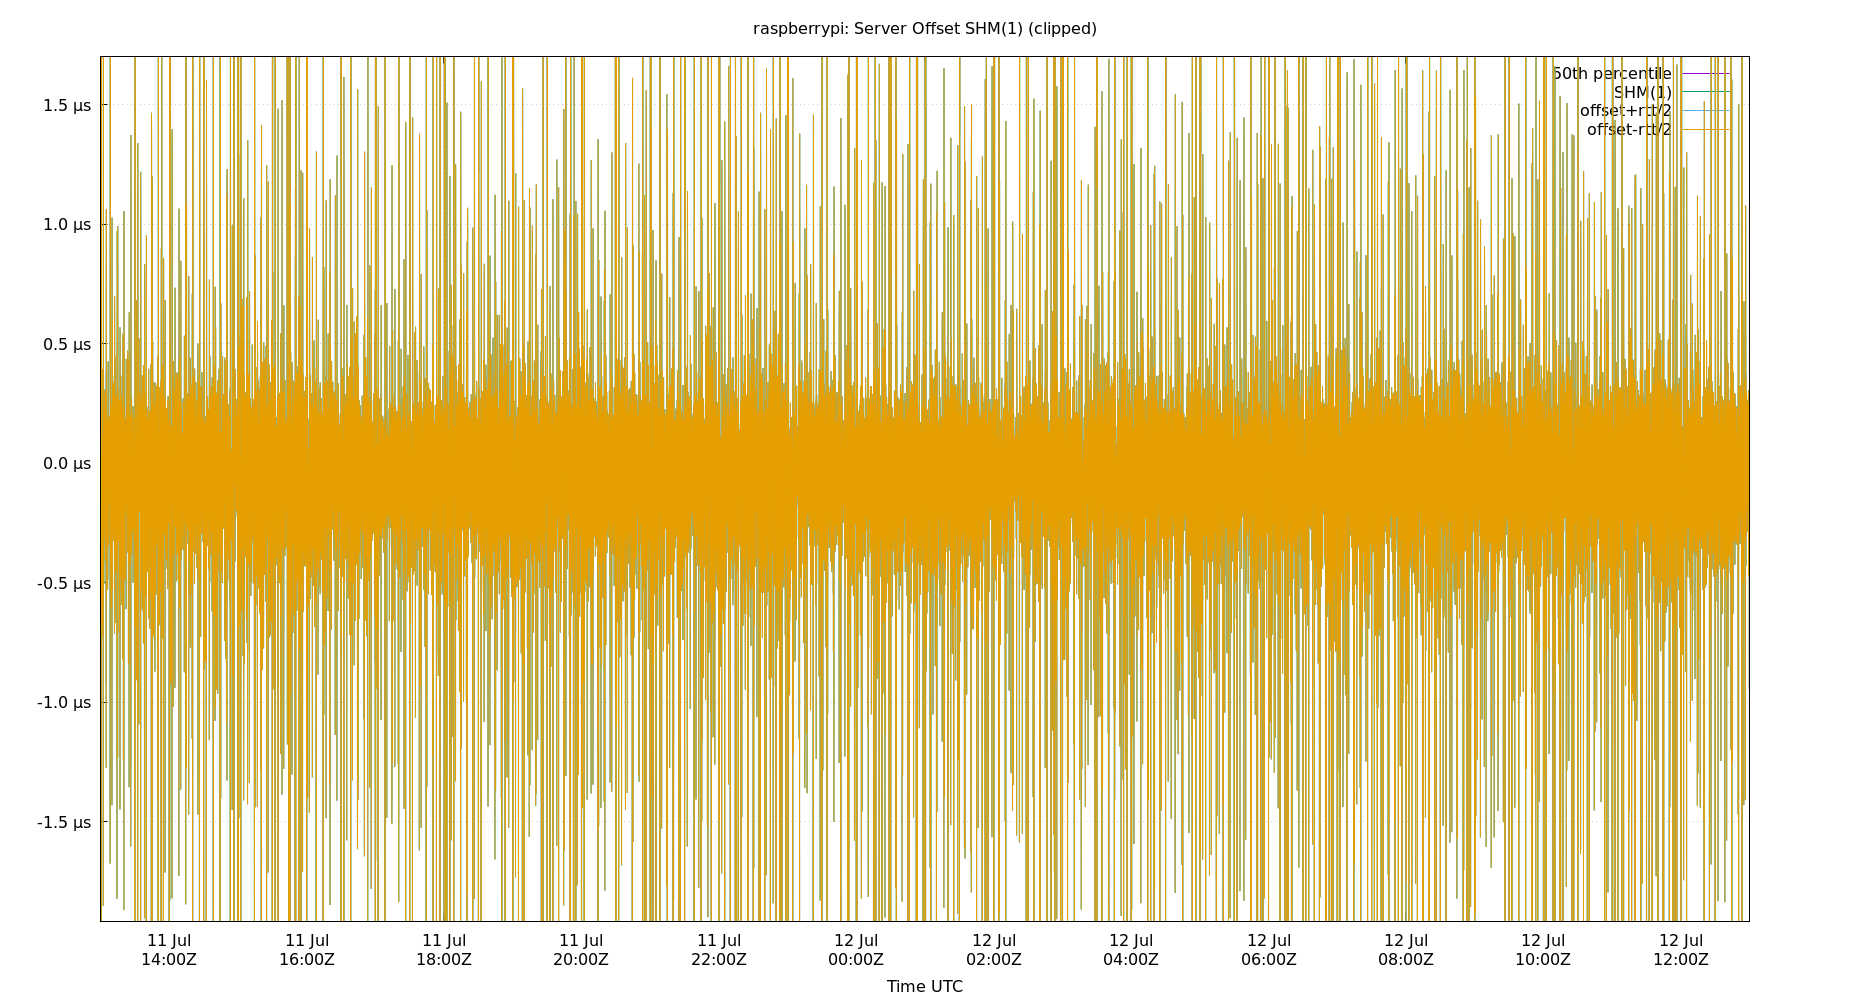 raspberrypi: Server Offset SHM(1) (clipped)
50th percentile
SHM(1)
offset+rtt/2
offset-rtt/2
1.5 µs
1.0 µs
0.5 µs
0.0 µs
-0.5 µs
-1.0 µs
-1.5 µs
11 Jul 11 Jul 11 Jul 11 Jul 11 Jul 12 Jul 12 Jul 12 Jul 12 Jul 12 Jul 12 Jul 12 Jul
14:00Z 16:00Z 18:00Z 20:00Z 22:00Z 00:00Z 02:00Z 04:00Z 06:00Z 08:00Z 10:00Z 12:00Z
Time UTC